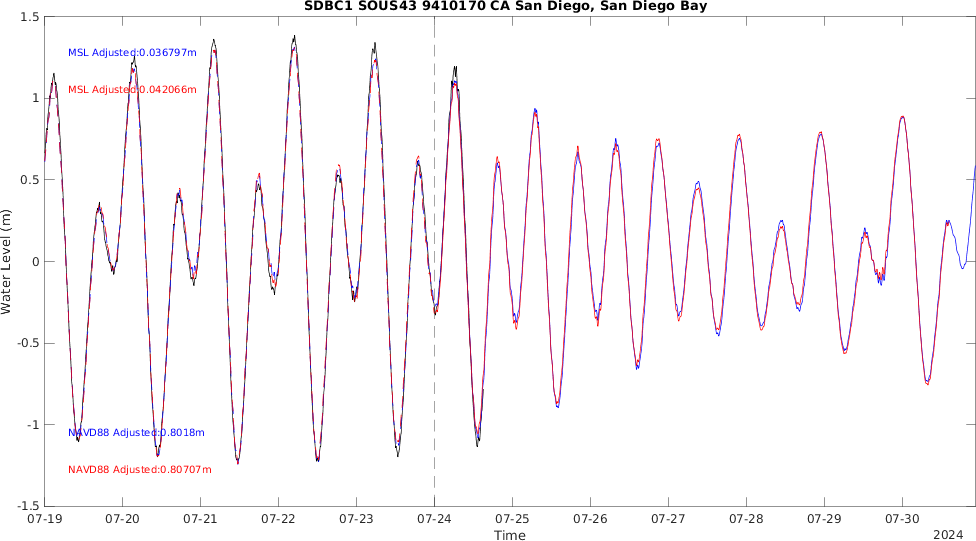 SDBC1 SOUS43 9410170 CA San Diego, San Diego Bay
1.5
MSL Adjusted:0.036797m
MSL Adjusted:0.042066m
1
0.5
0
-0.5
-1
-1.5
Water Level (m)
NAVD88 Adjusted:0.8018m
NAVD88 Adjusted:0.80707m
07-19 07-20 07-21 07-22 07-23 07-24 07-25 07-26 07-27 07-28 07-29 07-30
Time
2024